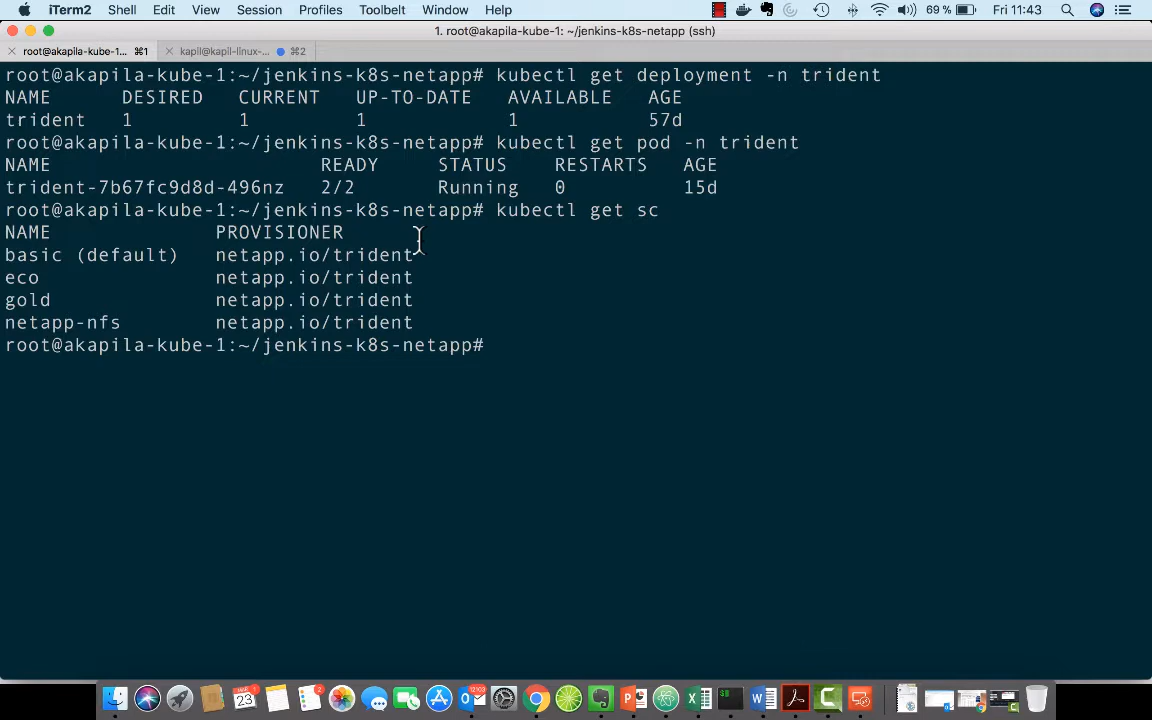 iTerm2 Shell Edit View Session Profiles Toolbelt Window Help 69 % Fri 11:43
1. root@akapila-kube-1: ~/jenkins-k8s-netapp (ssh)
root@akapila-kube-1... ⌘1 kapil@kapil-linux-... ⌘2
root@akapila-kube-1:~/jenkins-k8s-netapp# kubectl get deployment -n trident
NAME DESIRED CURRENT UP-TO-DATE AVAILABLE AGE
trident 1 1 1 1 57d
root@akapila-kube-1:~/jenkins-k8s-netapp# kubectl get pod -n trident
NAME READY STATUS RESTARTS AGE
trident-7b67fc9d8d-496nz 2/2 Running 0 15d
root@akapila-kube-1:~/jenkins-k8s-netapp# kubectl get sc
NAME PROVISIONER
basic (default) netapp.io/trident
eco netapp.io/trident
gold netapp.io/trident
netapp-nfs netapp.io/trident
root@akapila-kube-1:~/jenkins-k8s-netapp#
23